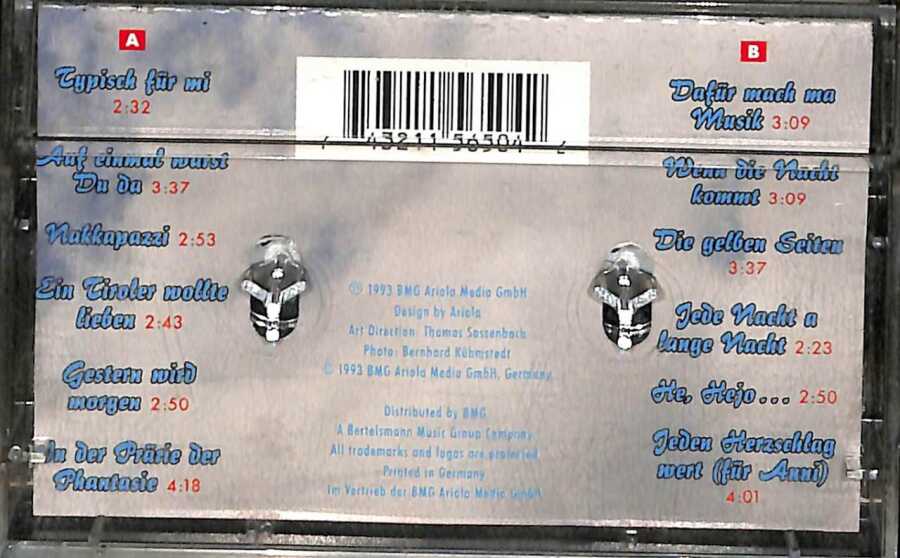 A
Typisch für mi
2:32
Auf einmal warst
Du da 3:37
Nakkapazzi 2:53
Ein Tiroler wollte
lieben 2:43
Gestern wird
morgen 2:50
In der Präsie der
Phantasie 4:18
7 45211 56504 2
℗ 1993 BMG Ariola Media GmbH
Design by Ariola
Art Direction: Thomas Sassenbach
Photo: Bernhard Kühmstedt
© 1993 BMG Ariola Media GmbH, Germany
Distributed by BMG
A Bertelsmann Music Group Company
All trademarks and logos are protected
Printed in Germany
Im Vertrieb der BMG Ariola Media GmbH
B
Dafür mach ma
Musik 3:09
Wenn die Nacht
kommt 3:09
Die gelben Seiten
3:37
Jede Nacht a
lange Nacht 2:23
He, Hejo... 2:50
Jeden Herzschlag
wert (für Anni)
4:01